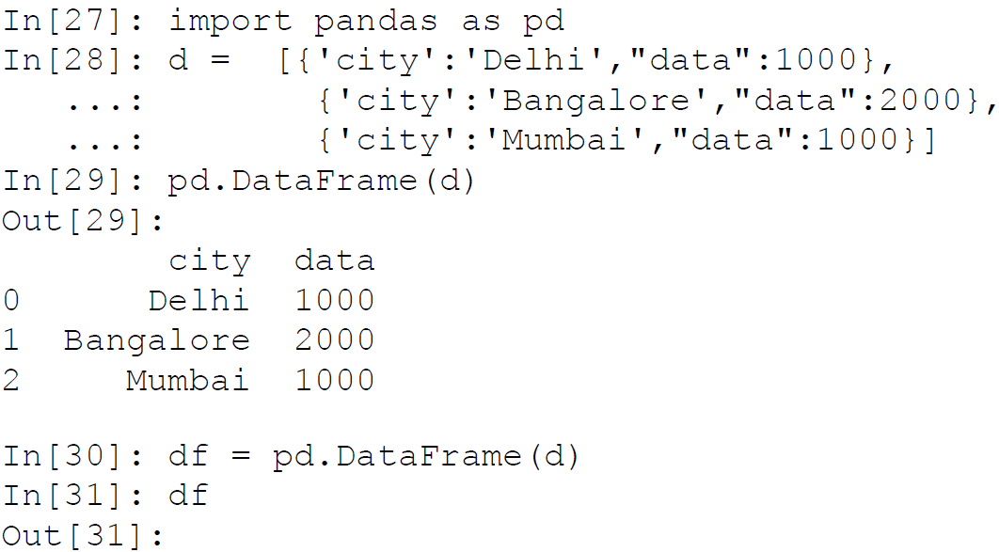 In[27]: import pandas as pd
In[28]: d =  [{'city':'Delhi',"data":1000},
   ...:        {'city':'Bangalore',"data":2000},
   ...:        {'city':'Mumbai',"data":1000}]
In[29]: pd.DataFrame(d)
Out[29]:
        city  data
0      Delhi  1000
1  Bangalore  2000
2     Mumbai  1000
In[30]: df = pd.DataFrame(d)
In[31]: df
Out[31]: